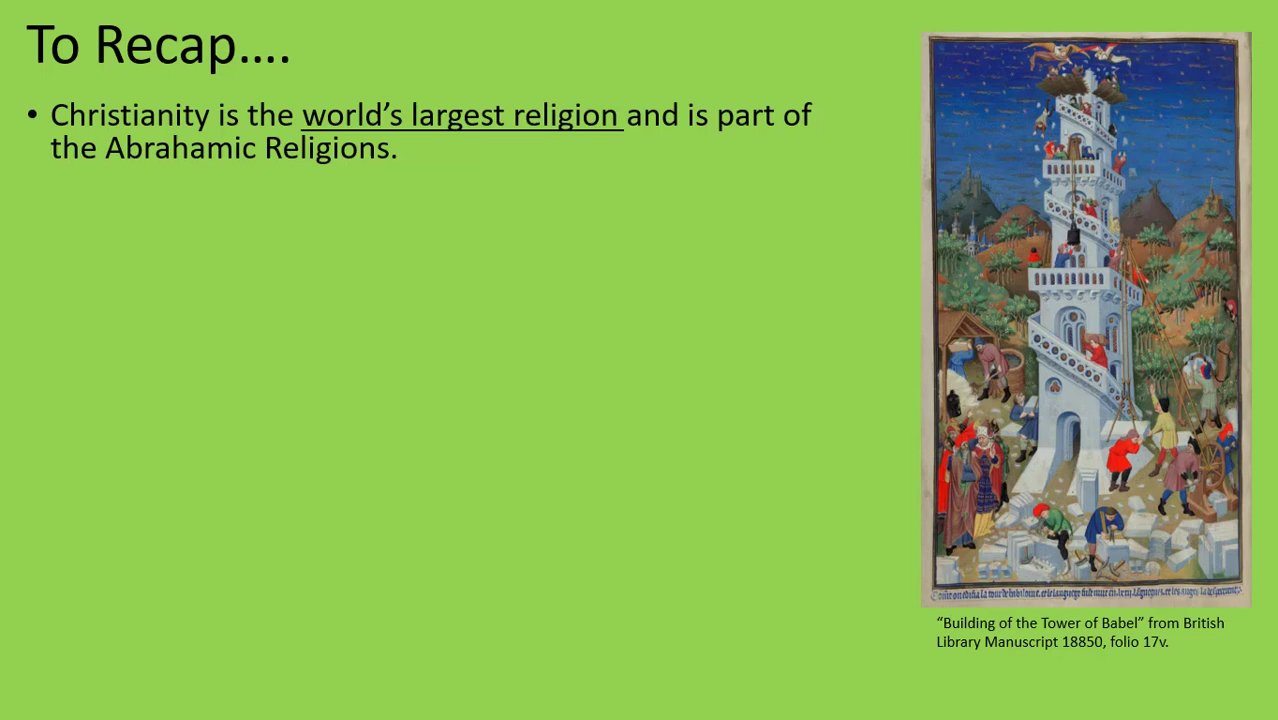 To Recap….
• Christianity is the world’s largest religion and is part of
the Abrahamic Religions.
“Building of the Tower of Babel” from British
Library Manuscript 18850, folio 17v.